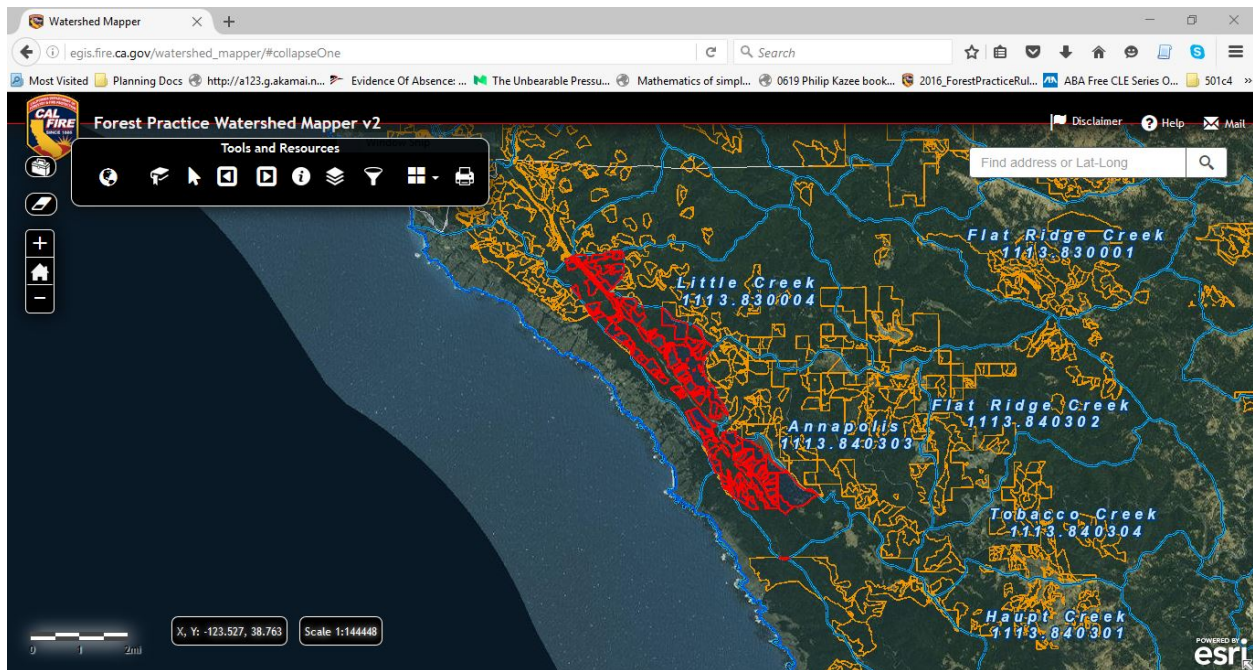 Watershed Mapper
egis.fire.ca.gov/watershed_mapper/#collapseOne
Search
Most Visited
Planning Docs
http://a123.g.akamai.n...
Evidence Of Absence: ...
The Unbearable Pressu...
Mathematics of simpl...
0619 Philip Kazee book...
2016_ForestPracticeRul...
ABA Free CLE Series O...
501c4
CAL
FIRE
SINCE 1885
Forest Practice Watershed Mapper v2
Disclaimer
Help
Mail
Tools and Resources
Find address or Lat-Long
Flat Ridge Creek
1113.830001
Little Creek
1113.830004
Flat Ridge Creek
1113.840302
Annapolis
1113.840303
Tobacco Creek
1113.840304
Haupt Creek
1113.840301
0 1 2mi
X, Y: -123.527, 38.763
Scale 1:144448
POWERED BY
esri